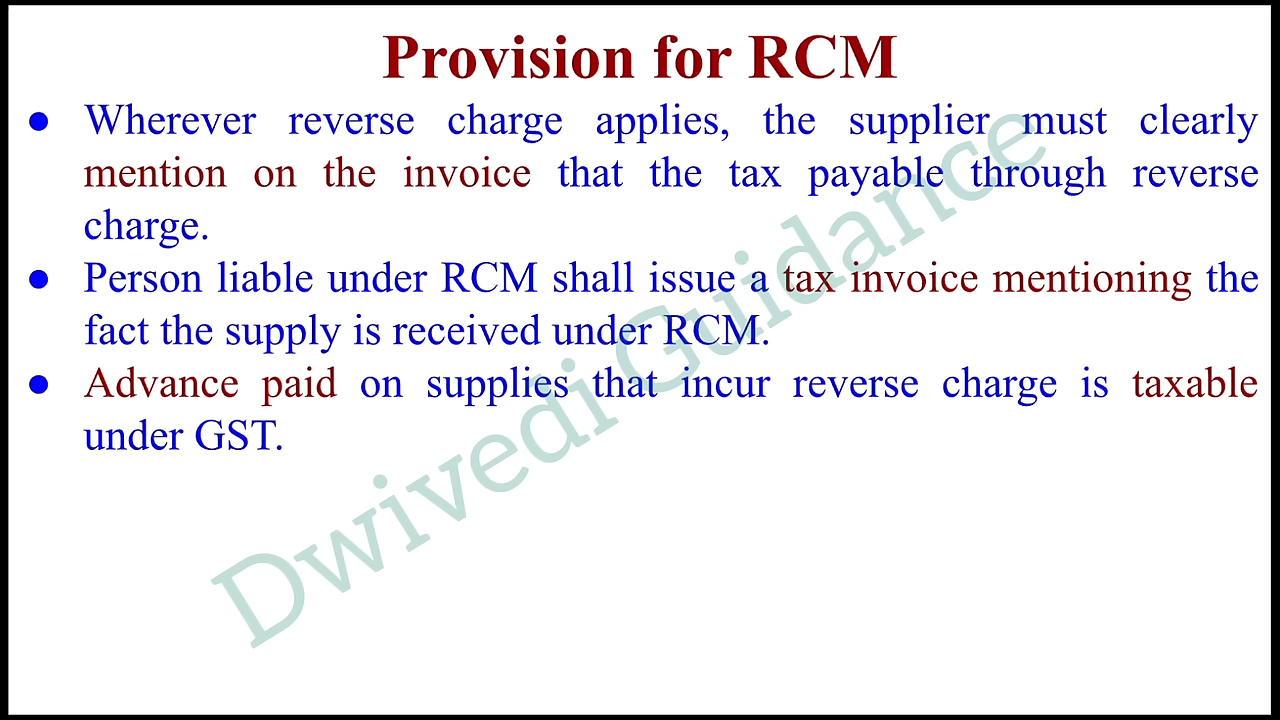 Provision for RCM
● Wherever reverse charge applies, the supplier must clearly
mention on the invoice that the tax payable through reverse
charge.
● Person liable under RCM shall issue a tax invoice mentioning the
fact the supply is received under RCM.
● Advance paid on supplies that incur reverse charge is taxable
under GST.
Dwivedi Guidance